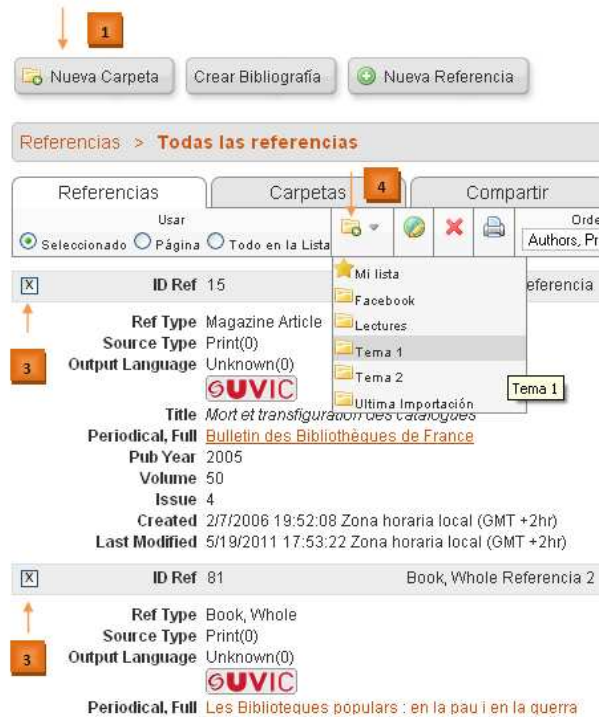 1
Nueva Carpeta Crear Bibliografía Nueva Referencia
Referencias > Todas las referencias
Referencias Carpetas 4 Compartir
Usar
Seleccionado Página Todo en la Lista
Orde
Authors, Pr
Mi lista
Facebook
Lectures
Tema 1
Tema 2
Ultima Importación
Tema 1
X ID Ref 15 eferencia
3
Ref Type Magazine Article
Source Type Print(0)
Output Language Unknown(0)
UVIC
Title Mort et transfiguration des catalogues
Periodical, Full Bulletin des Bibliothèques de France
Pub Year 2005
Volume 50
Issue 4
Created 2/7/2006 19:52:08 Zona horaria local (GMT +2hr)
Last Modified 5/19/2011 17:53:22 Zona horaria local (GMT +2hr)
X ID Ref 81 Book, Whole Referencia 2
3
Ref Type Book, Whole
Source Type Print(0)
Output Language Unknown(0)
UVIC
Periodical, Full Les Biblioteques populars : en la pau i en la guerra